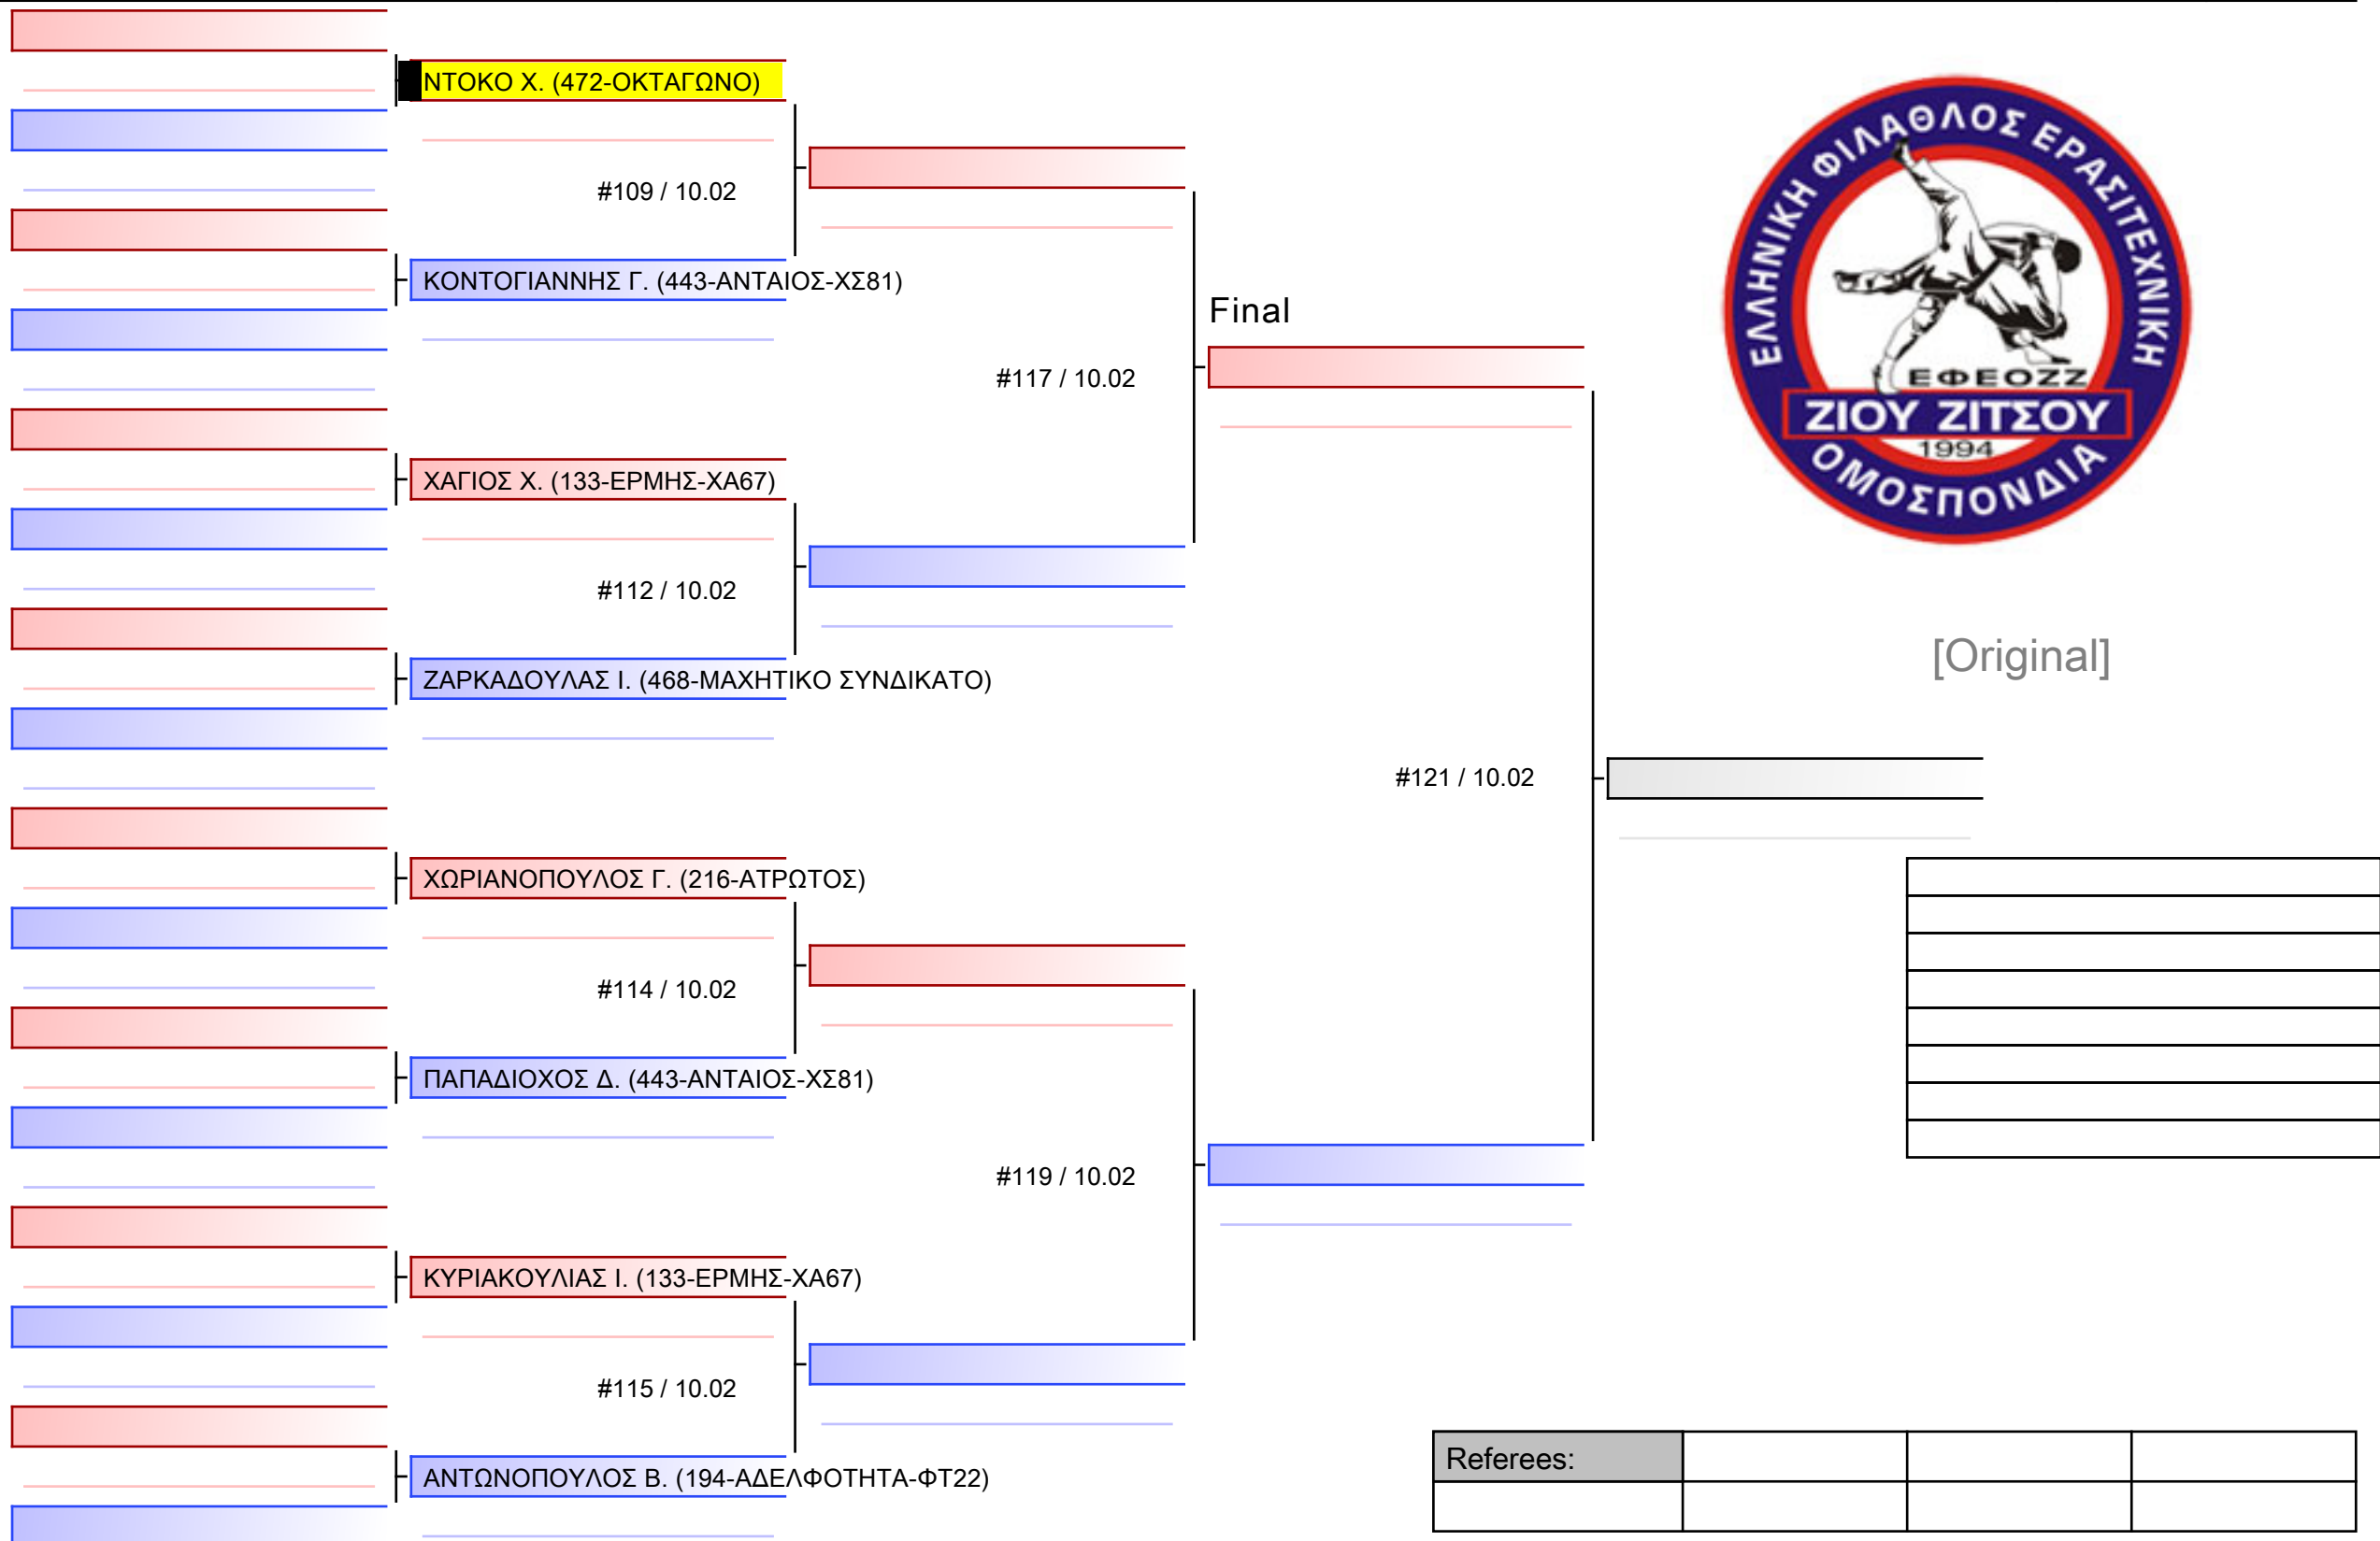 ΝΤΟΚΟ Χ. (472-ΟΚΤΑΓΩΝΟ)
#109 / 10.02
ΚΟΝΤΟΓΙΑΝΝΗΣ Γ. (443-ΑΝΤΑΙΟΣ-ΧΣ81)
Final
#117 / 10.02
ΧΑΓΙΟΣ Χ. (133-ΕΡΜΗΣ-ΧΑ67)
#112 / 10.02
ΖΑΡΚΑΔΟΥΛΑΣ Ι. (468-ΜΑΧΗΤΙΚΟ ΣΥΝΔΙΚΑΤΟ)
ΕΛΛΗΝΙΚΗ ΦΙΛΑΘΛΟΣ ΕΡΑΣΙΤΕΧΝΙΚΗ
ΕΦΕΟΖΖ
ΖΙΟΥ ΖΙΤΣΟΥ
1994
ΟΜΟΣΠΟΝΔΙΑ
[Original]
#121 / 10.02
ΧΩΡΙΑΝΟΠΟΥΛΟΣ Γ. (216-ΑΤΡΩΤΟΣ)
#114 / 10.02
ΠΑΠΑΔΙΟΧΟΣ Δ. (443-ΑΝΤΑΙΟΣ-ΧΣ81)
#119 / 10.02
ΚΥΡΙΑΚΟΥΛΙΑΣ Ι. (133-ΕΡΜΗΣ-ΧΑ67)
#115 / 10.02
ΑΝΤΩΝΟΠΟΥΛΟΣ Β. (194-ΑΔΕΛΦΟΤΗΤΑ-ΦΤ22)
Referees: